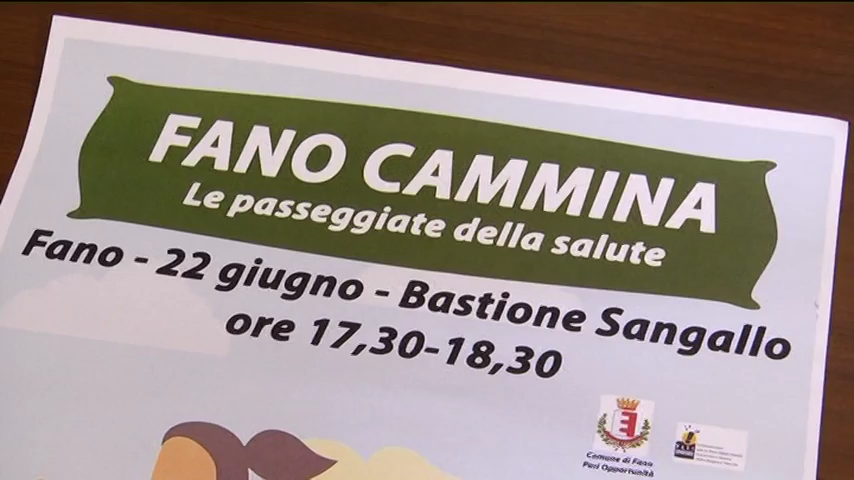 FANO CAMMINA
Le passeggiate della salute
Fano - 22 giugno - Bastione Sangallo
ore 17,30-18,30
Comune di Fano
Pari Opportunità